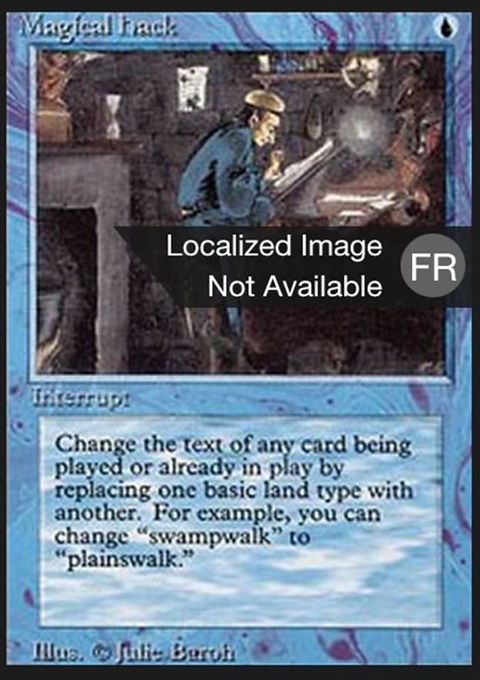 Magical Hack
Localized Image
Not Available
FR
Interrupt
Change the text of any card being
played or already in play by
replacing one basic land type with
another. For example, you can
change “swampwalk” to
“plainswalk.”
Illus. © Julie Baroh